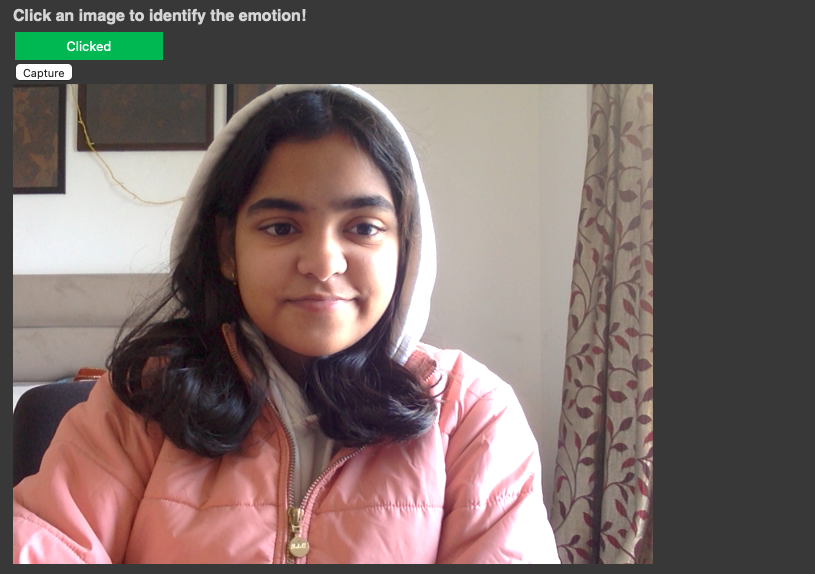 Click an image to identify the emotion!
Clicked
Capture